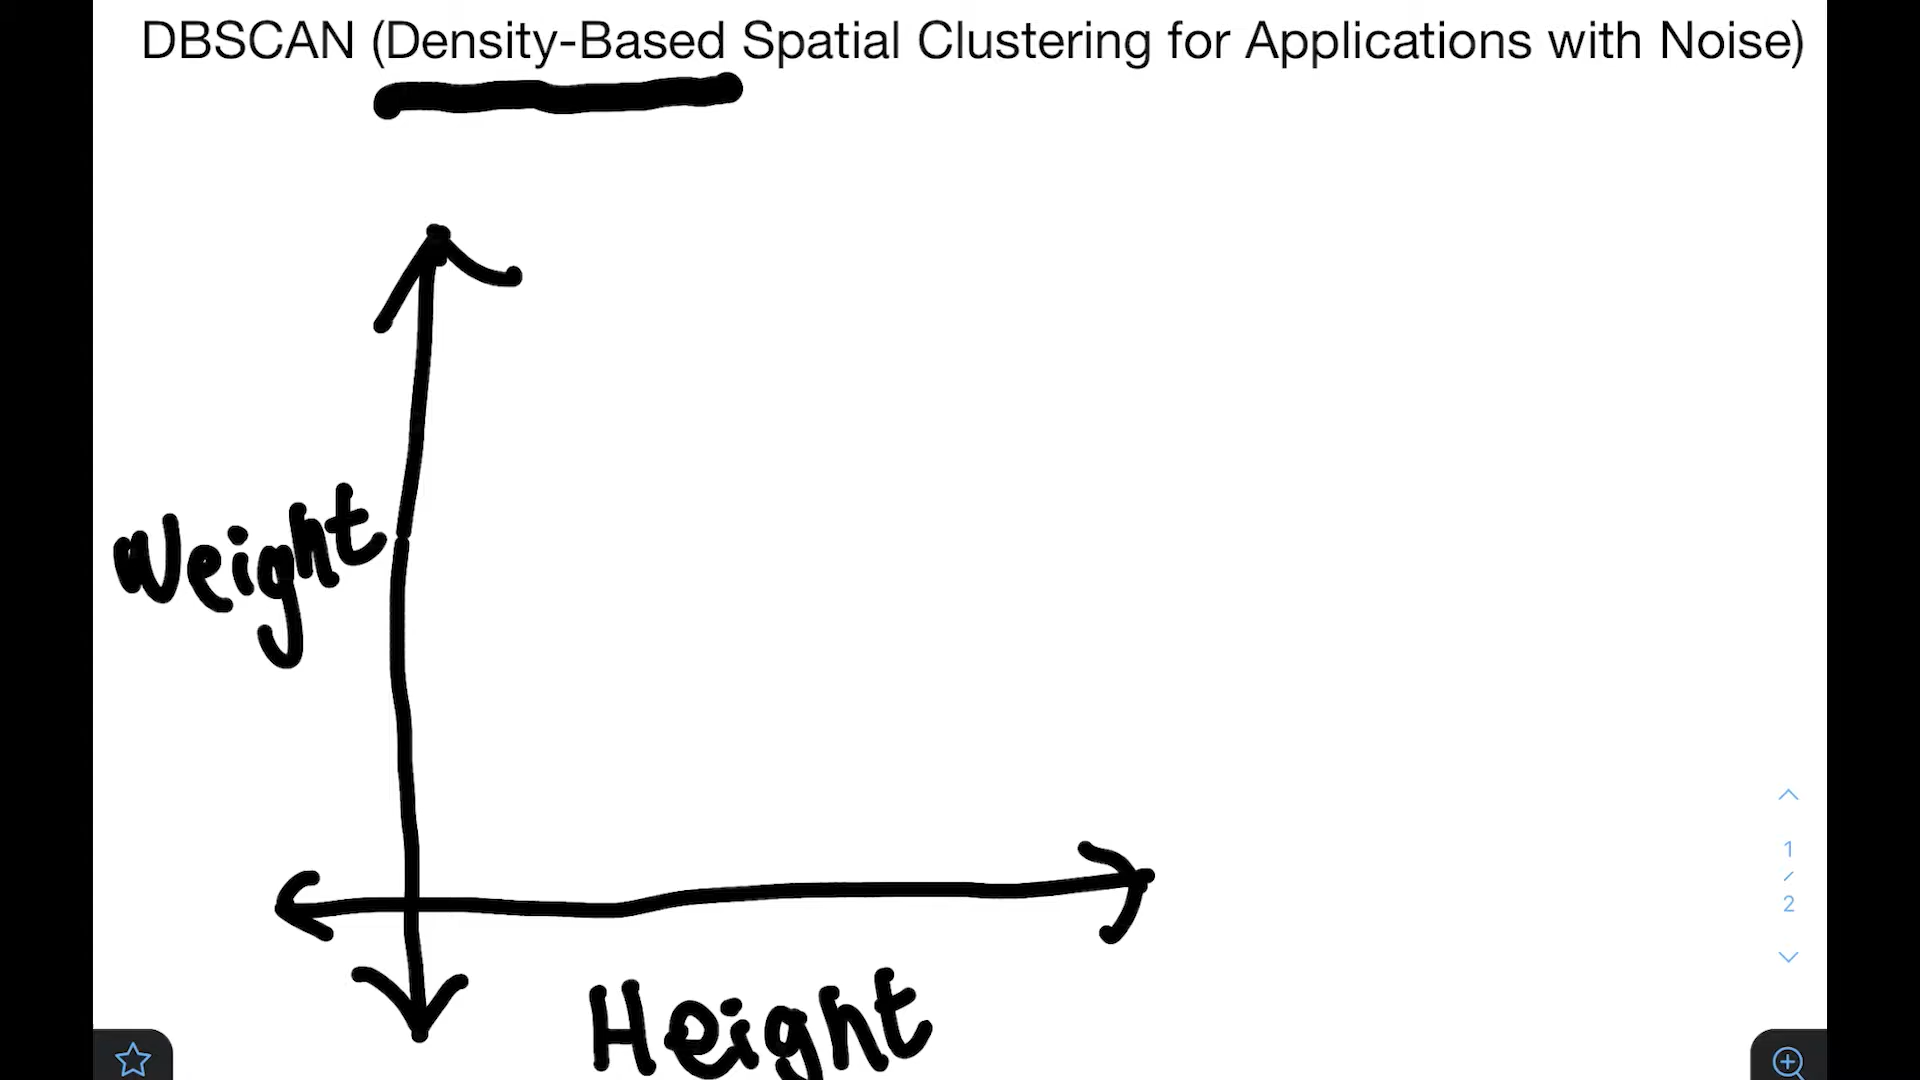 DBSCAN (Density-Based Spatial Clustering for Applications with Noise)
Weight
Height
1
/
2